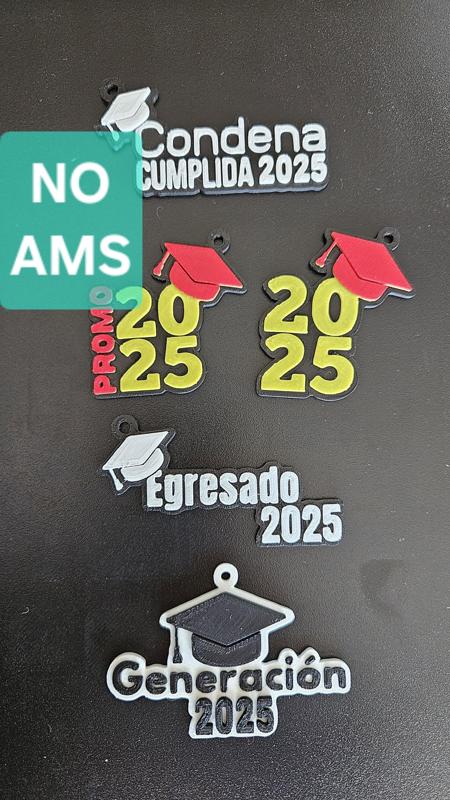 Condena
CUMPLIDA 2025
NO
AMS
PROMO
20
25
20
25
Egresado
2025
Generación
2025